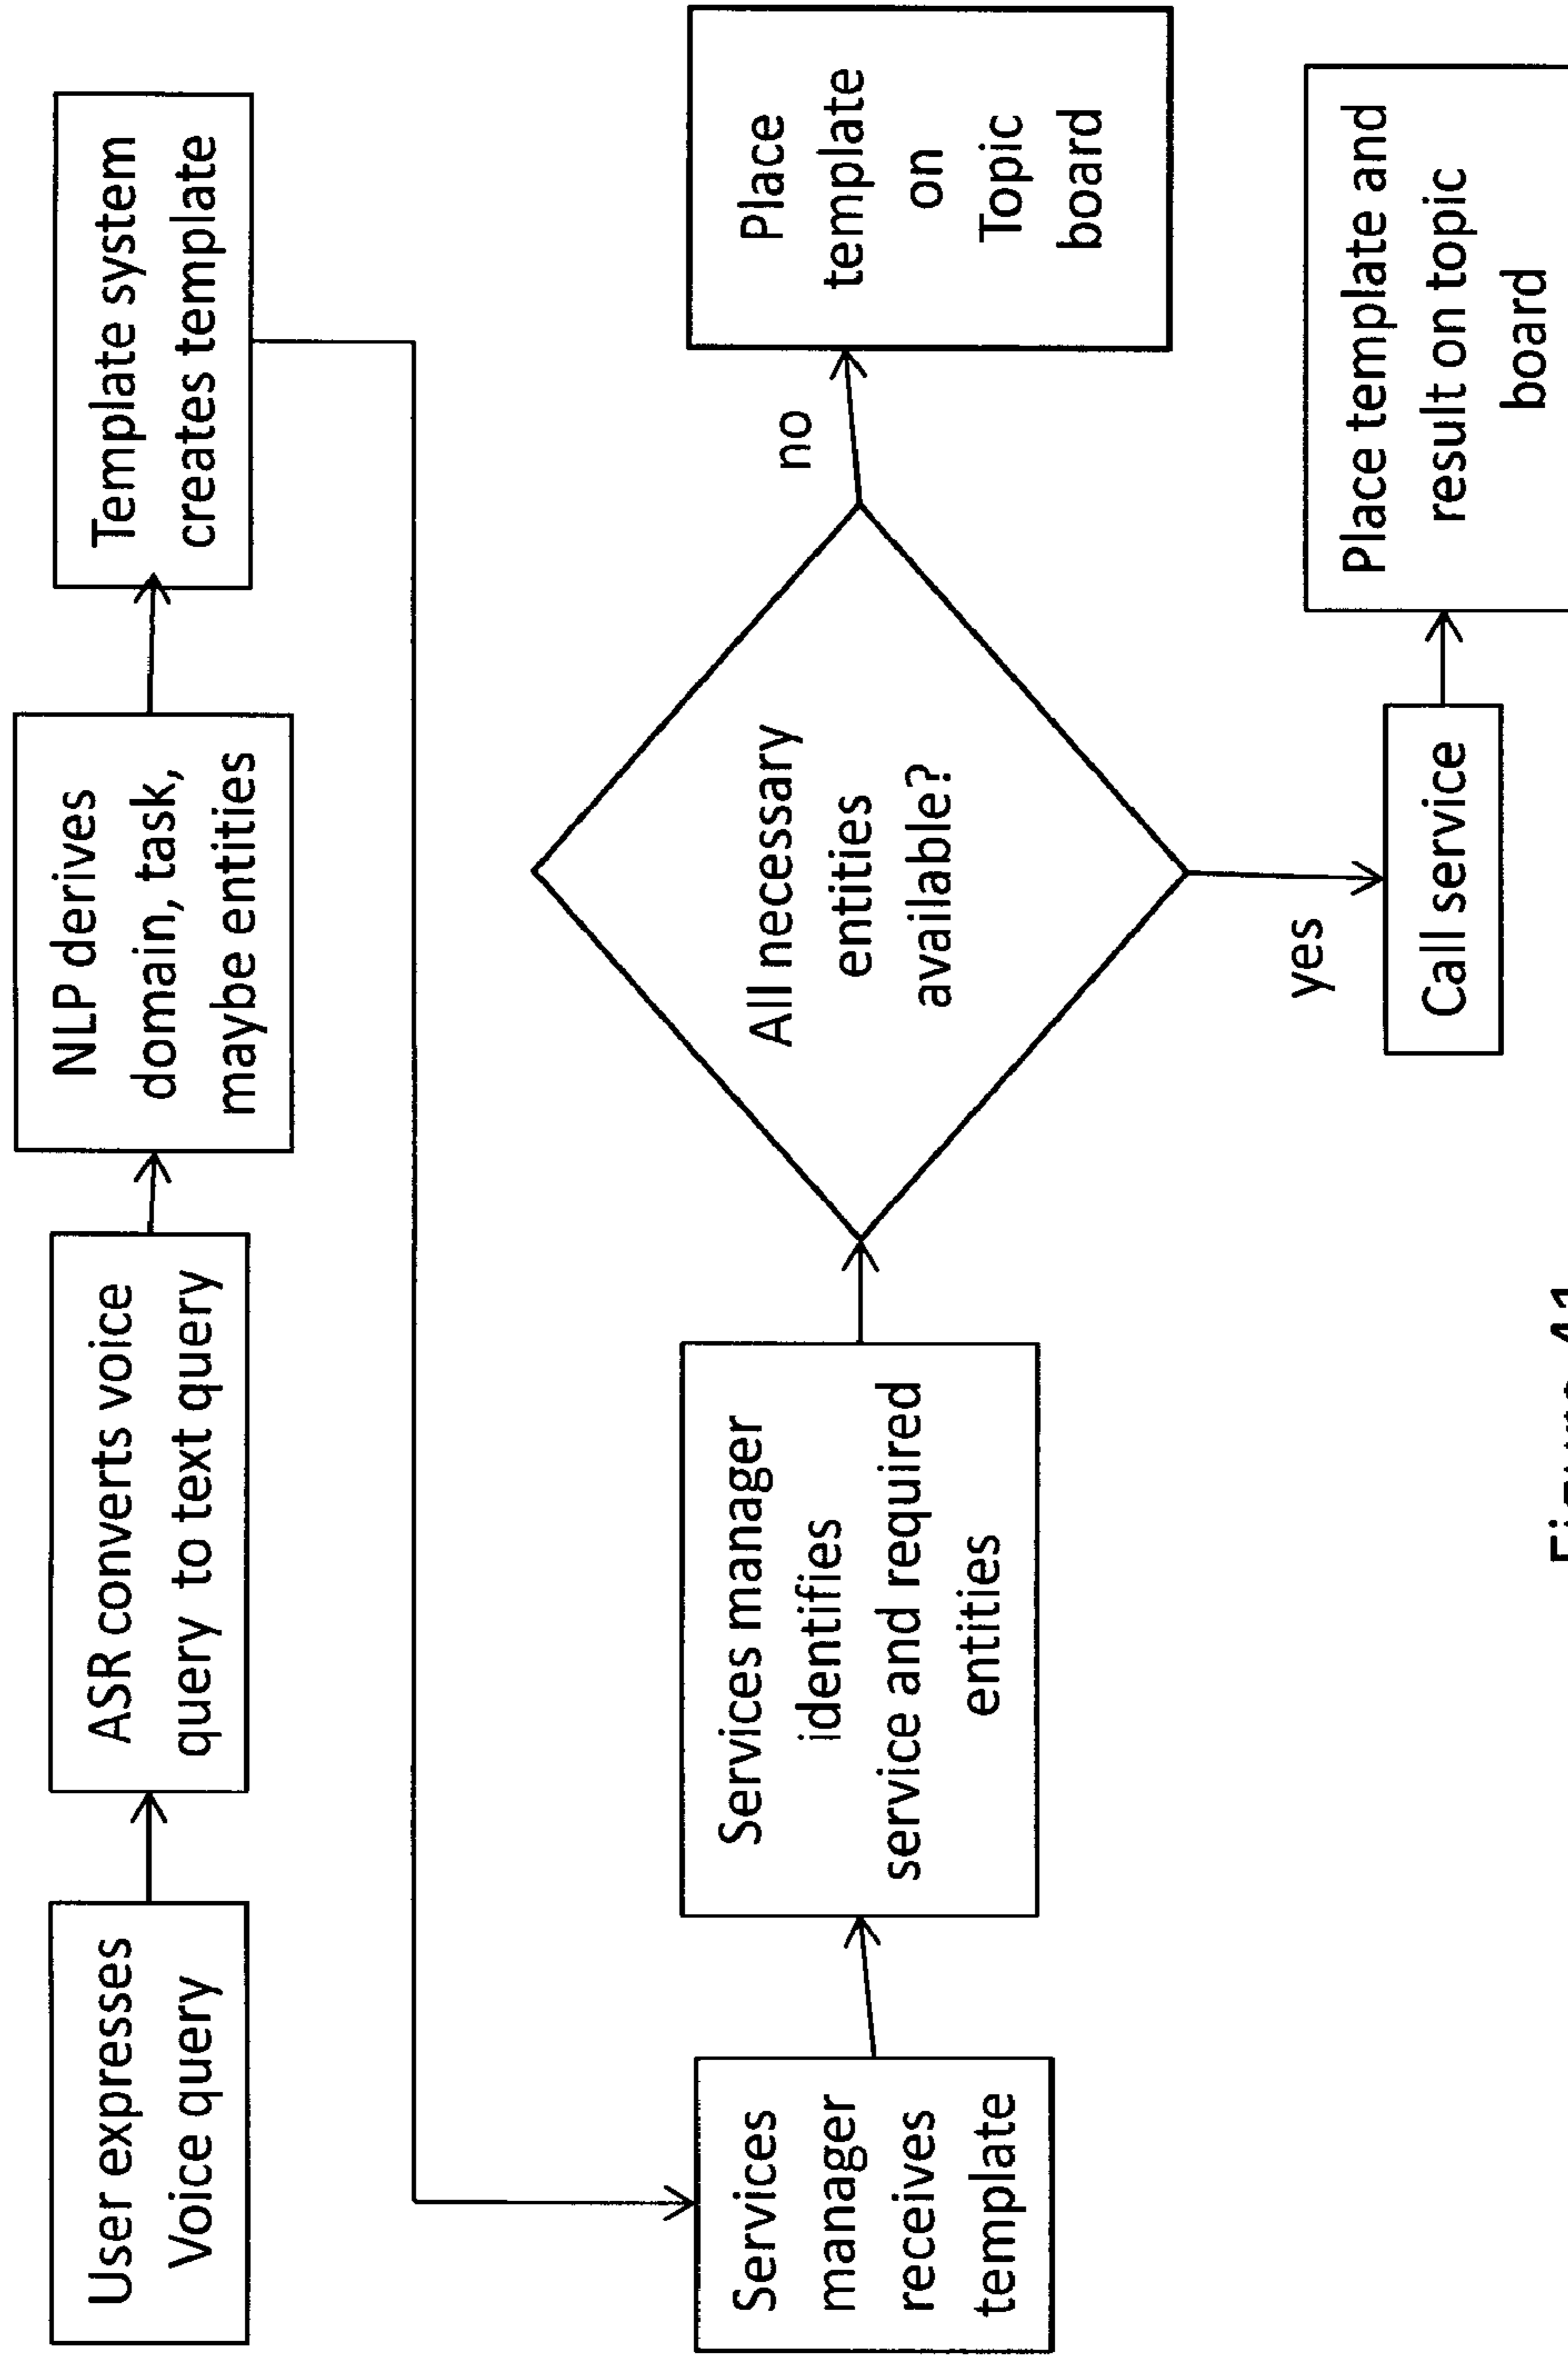 User expresses
Voice query
ASR converts voice
query to text query
NLP derives
domain, task,
maybe entities
Template system
creates template
Services
manager
receives
template
Services manager
identifies
service and required
entities
All necessary
entities
available?
no
Place
template
on
Topic
board
yes
Call service
Place template and
result on topic
board
Figure 41